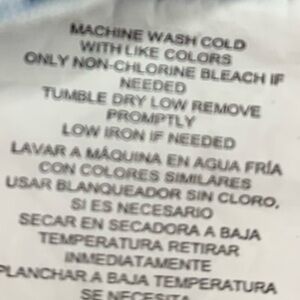 MACHINE WASH COLD
WITH LIKE COLORS
ONLY NON-CHLORINE BLEACH IF
NEEDED
TUMBLE DRY LOW REMOVE
PROMPTLY
LOW IRON IF NEEDED
LAVAR A MÁQUINA EN AGUA FRÍA
CON COLORES SIMILARES
USAR BLANQUEADOR SIN CLORO,
SI ES NECESARIO
SECAR EN SECADORA A BAJA
TEMPERATURA RETIRAR
INMEDIATAMENTE
PLANCHAR A BAJA TEMPERATURA
SE NECESITA